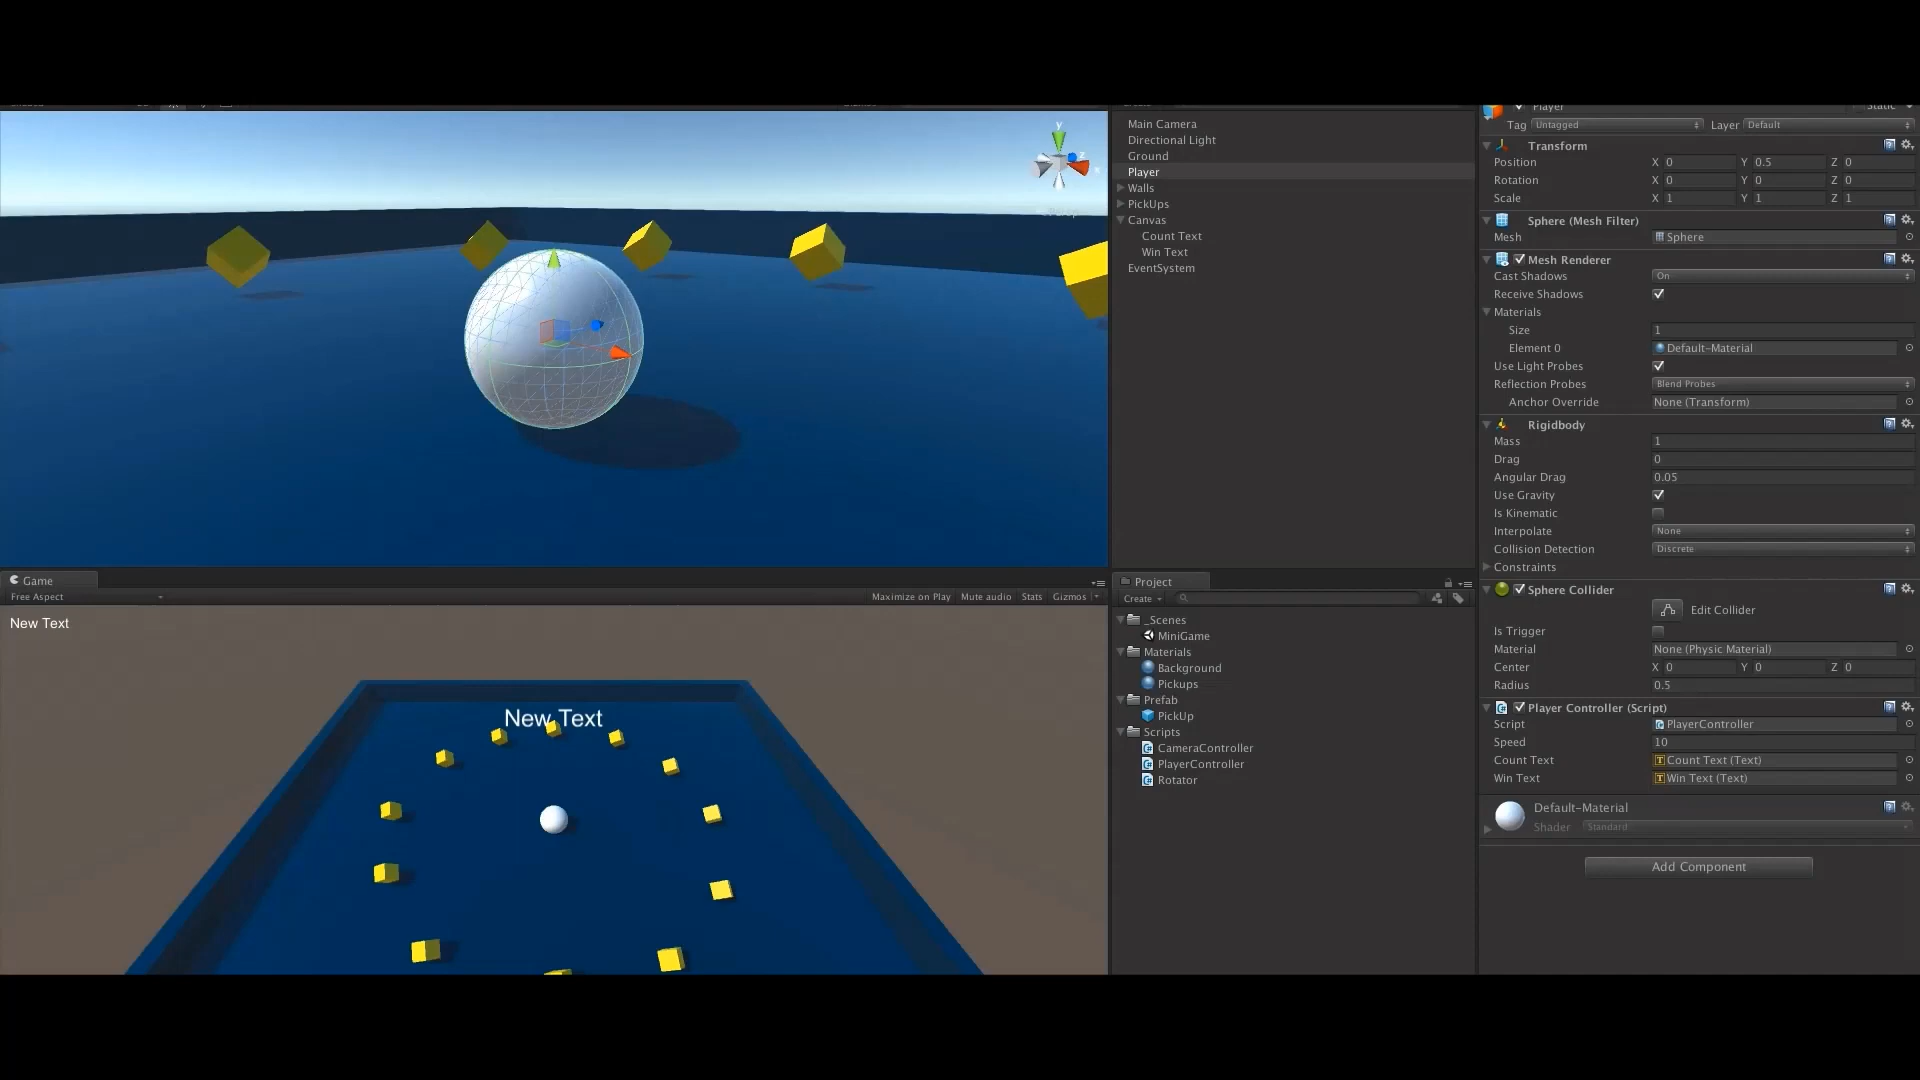 y
z
x
Game
Free Aspect
Maximize on Play Mute audio Stats Gizmos
New Text
New Text
Main Camera
Directional Light
Ground
Player
Walls
PickUps
Canvas
Count Text
Win Text
EventSystem
Project
Create
_Scenes
MiniGame
Materials
Background
Pickups
Prefab
PickUp
Scripts
CameraController
PlayerController
Rotator
Player Static
Tag Untagged Layer Default
Transform
Position X 0 Y 0.5 Z 0
Rotation X 0 Y 0 Z 0
Scale X 1 Y 1 Z 1
Sphere (Mesh Filter)
Mesh Sphere
Mesh Renderer
Cast Shadows On
Receive Shadows
Materials
Size 1
Element 0 Default-Material
Use Light Probes
Reflection Probes Blend Probes
Anchor Override None (Transform)
Rigidbody
Mass 1
Drag 0
Angular Drag 0.05
Use Gravity
Is Kinematic
Interpolate None
Collision Detection Discrete
Constraints
Sphere Collider
Edit Collider
Is Trigger
Material None (Physic Material)
Center X 0 Y 0 Z 0
Radius 0.5
Player Controller (Script)
Script PlayerController
Speed 10
Count Text Count Text (Text)
Win Text Win Text (Text)
Default-Material
Shader Standard
Add Component